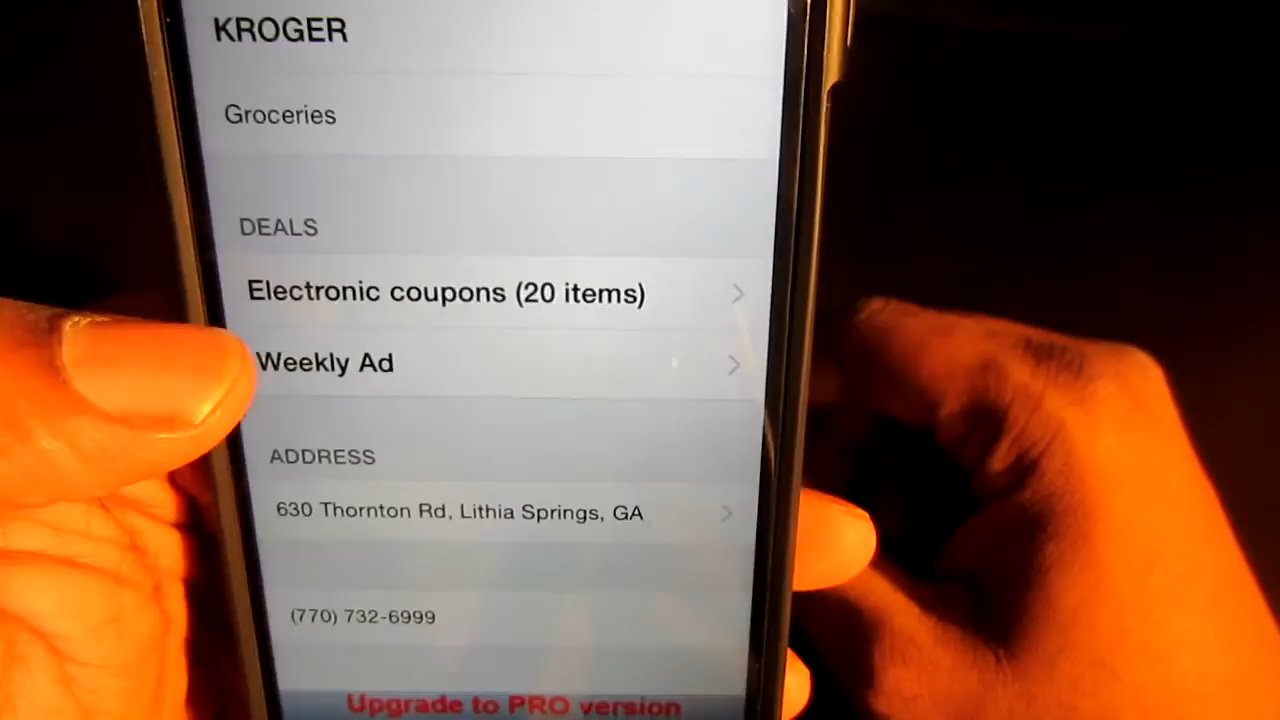 KROGER
Groceries
DEALS
Electronic coupons (20 items)
Weekly Ad
ADDRESS
630 Thornton Rd, Lithia Springs, GA
(770) 732-6999
Upgrade to PRO version